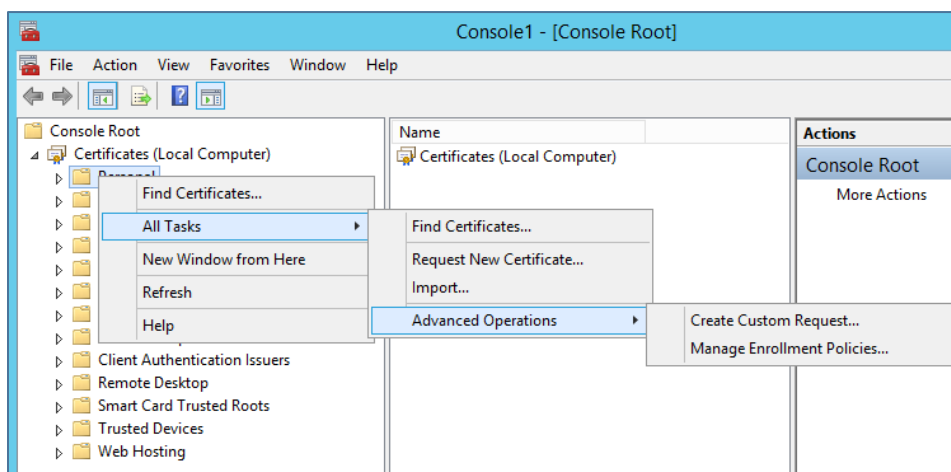 Console1 - [Console Root]
File Action View Favorites Window Help
Console Root
Certificates (Local Computer)
Personal
Find Certificates...
All Tasks
New Window from Here
Refresh
Help
Client Authentication Issuers
Remote Desktop
Smart Card Trusted Roots
Trusted Devices
Web Hosting
Name
Certificates (Local Computer)
Find Certificates...
Request New Certificate...
Import...
Advanced Operations
Create Custom Request...
Manage Enrollment Policies...
Actions
Console Root
More Actions